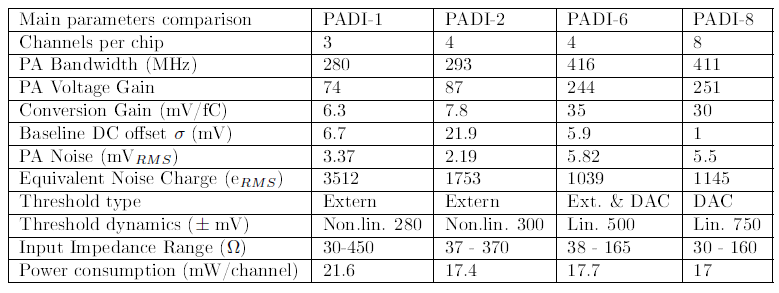 Main parameters comparison PADI-1 PADI-2 PADI-6 PADI-8
Channels per chip 3 4 4 8
PA Bandwidth (MHz) 280 293 416 411
PA Voltage Gain 74 87 244 251
Conversion Gain (mV/fC) 6.3 7.8 35 30
Baseline DC offset σ (mV) 6.7 21.9 5.9 1
PA Noise (mV_RMS) 3.37 2.19 5.82 5.5
Equivalent Noise Charge (e_RMS) 3512 1753 1039 1145
Threshold type Extern Extern Ext. & DAC DAC
Threshold dynamics (± mV) Non.lin. 280 Non.lin. 300 Lin. 500 Lin. 750
Input Impedance Range (Ω) 30-450 37 - 370 38 - 165 30 - 160
Power consumption (mW/channel) 21.6 17.4 17.7 17